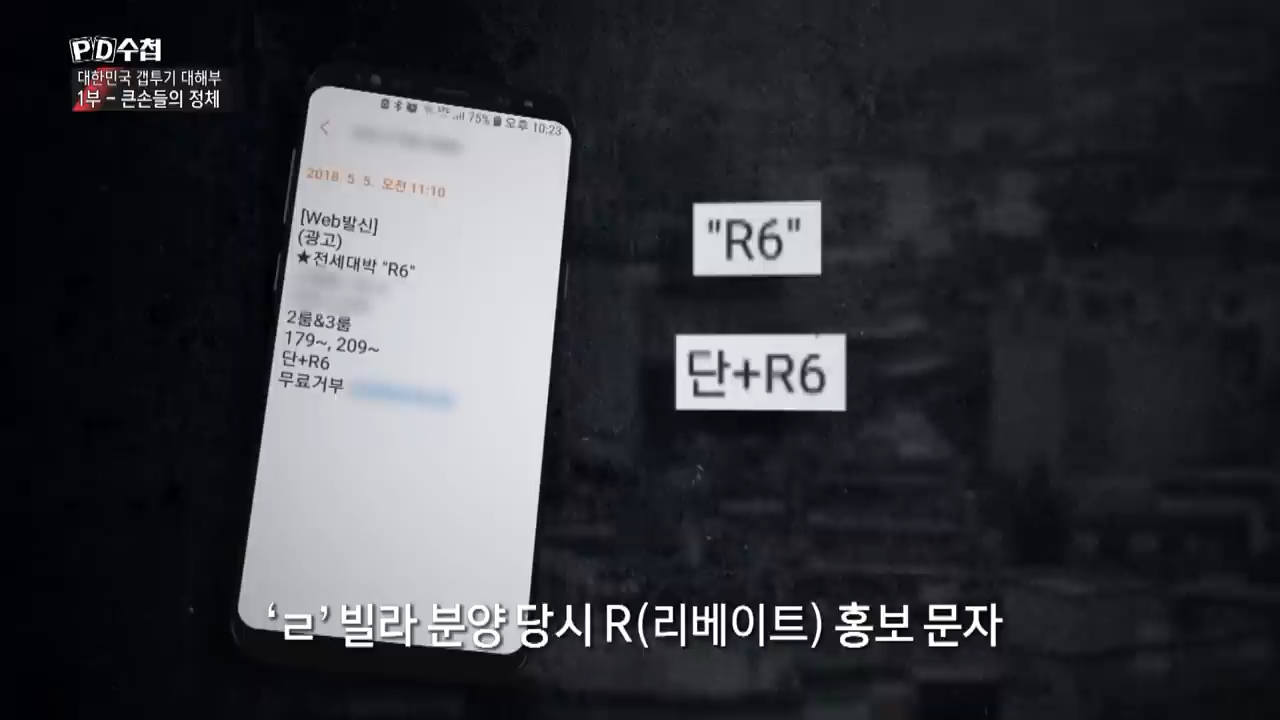 PD수첩
대한민국 갭투기 대해부
1부 - 큰손들의 정체
75% 오후 10:23
2018. 5. 5. 오전 11:10
[Web발신]
(광고)
★전세대박 "R6"
2룸&3룸
179~, 209~
단+R6
무료거부
"R6"
단+R6
‘ㄹ’ 빌라 분양 당시 R(리베이트) 홍보 문자